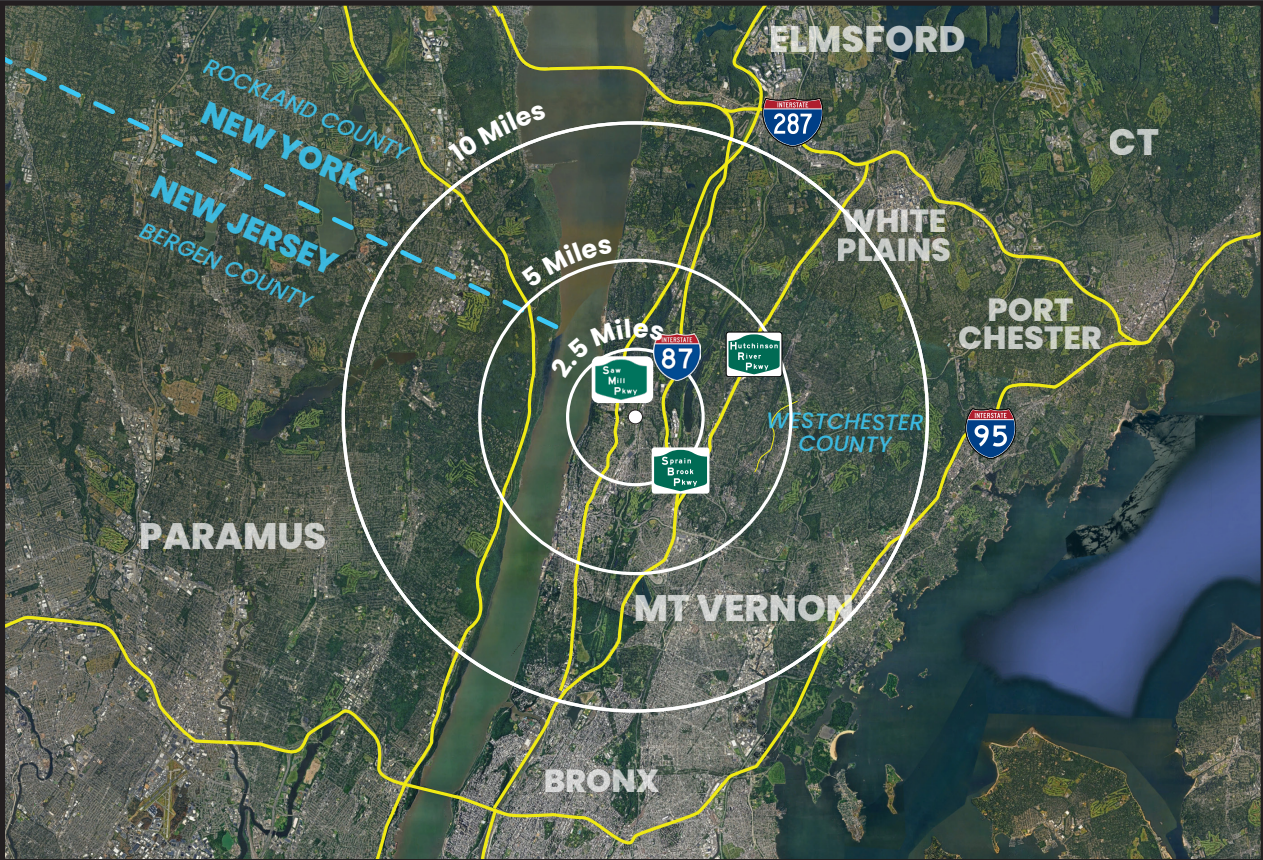 ELMSFORD
ROCKLAND COUNTY
NEW YORK
10 Miles
INTERSTATE
287
CT
NEW JERSEY
BERGEN COUNTY
WHITE
PLAINS
5 Miles
PORT
CHESTER
2.5 Miles
INTERSTATE
87
Hutchinson
River
Pkwy
Saw
Mill
Pkwy
WESTCHESTER
COUNTY
INTERSTATE
95
Sprain
Brook
Pkwy
PARAMUS
MT VERNON
BRONX